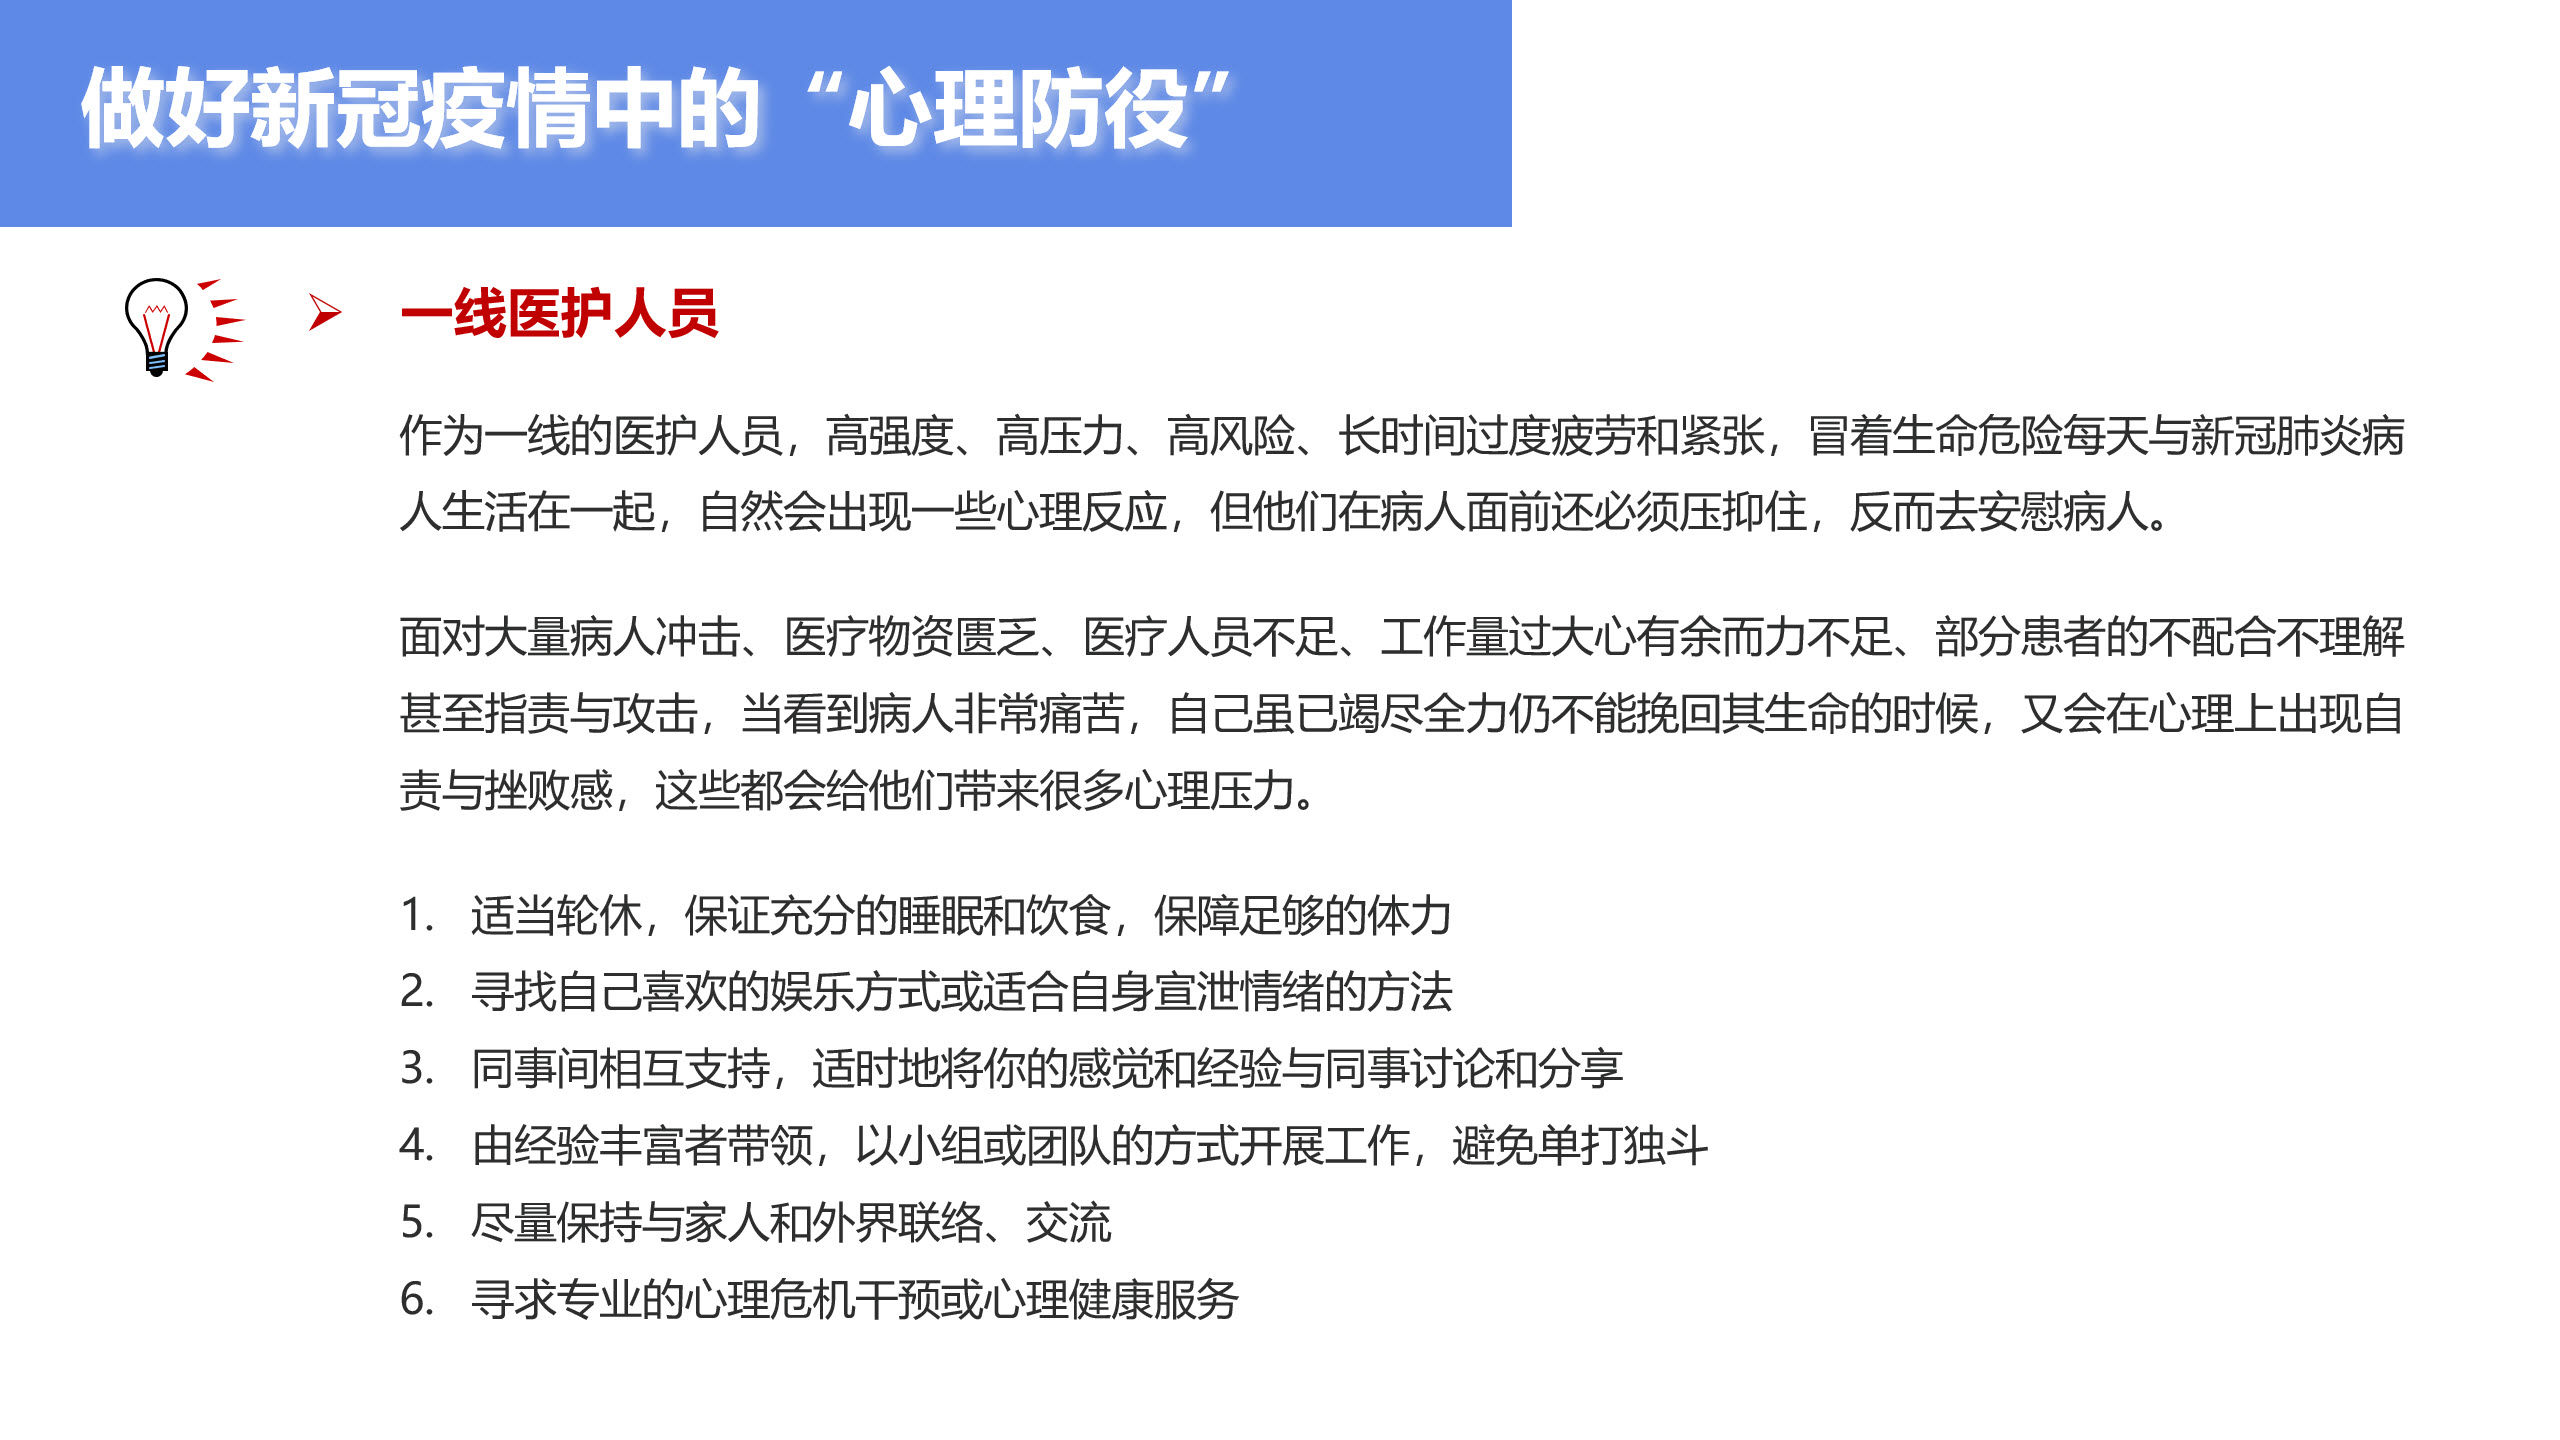 做好新冠疫情中的“心理防役”
一线医护人员
作为一线的医护人员，高强度、高压力、高风险、长时间过度疲劳和紧张，冒着生命危险每天与新冠肺炎病
人生活在一起，自然会出现一些心理反应，但他们在病人面前还必须压抑住，反而去安慰病人。
面对大量病人冲击、医疗物资匮乏、医疗人员不足、工作量过大心有余而力不足、部分患者的不配合不理解
甚至指责与攻击，当看到病人非常痛苦，自己虽已竭尽全力仍不能挽回其生命的时候，又会在心理上出现自
责与挫败感，这些都会给他们带来很多心理压力。
1. 适当轮休，保证充分的睡眠和饮食，保障足够的体力
2. 寻找自己喜欢的娱乐方式或适合自身宣泄情绪的方法
3. 同事间相互支持，适时地将你的感觉和经验与同事讨论和分享
4. 由经验丰富者带领，以小组或团队的方式开展工作，避免单打独斗
5. 尽量保持与家人和外界联络、交流
6. 寻求专业的心理危机干预或心理健康服务